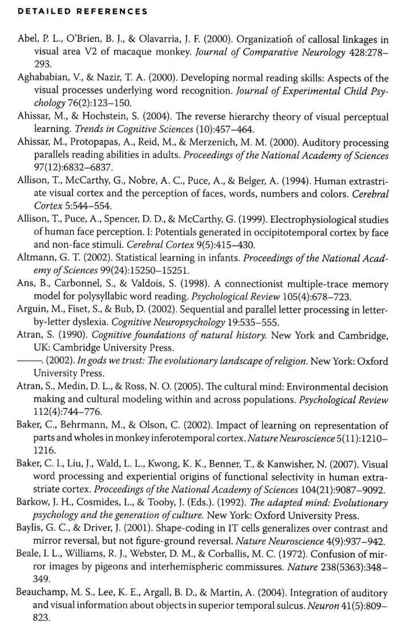 DETAILED REFERENCES
Abel, P. L., O'Brien, B. J., & Olavarria, J. F. (2000). Organization of callosal linkages in
visual area V2 of macaque monkey. Journal of Comparative Neurology 428:278–
293.
Aghababian, V., & Nazir, T. A. (2000). Developing normal reading skills: Aspects of the
visual processes underlying word recognition. Journal of Experimental Child Psy-
chology 76(2):123–150.
Ahissar, M., & Hochstein, S. (2004). The reverse hierarchy theory of visual perceptual
learning. Trends in Cognitive Sciences (10):457–464.
Ahissar, M., Protopapas, A., Reid, M., & Merzenich, M. M. (2000). Auditory processing
parallels reading abilities in adults. Proceedings of the National Academy of Sciences
97(12):6832–6837.
Allison, T., McCarthy, G., Nobre, A. C., Puce, A., & Belger, A. (1994). Human extrastri-
ate visual cortex and the perception of faces, words, numbers and colors. Cerebral
Cortex 5:544–554.
Allison, T., Puce, A., Spencer, D. D., & McCarthy, G. (1999). Electrophysiological studies
of human face perception. I: Potentials generated in occipitotemporal cortex by face
and non-face stimuli. Cerebral Cortex 9(5):415–430.
Altmann, G. T. (2002). Statistical learning in infants. Proceedings of the National Acad-
emy of Sciences 99(24):15250–15251.
Ans, B., Carbonnel, S., & Valdois, S. (1998). A connectionist multiple-trace memory
model for polysyllabic word reading. Psychological Review 105(4):678–723.
Arguin, M., Fiset, S., & Bub, D. (2002). Sequential and parallel letter processing in letter-
by-letter dyslexia. Cognitive Neuropsychology 19:535–555.
Atran, S. (1990). Cognitive foundations of natural history. New York and Cambridge,
UK: Cambridge University Press.
———. (2002). In gods we trust: The evolutionary landscape of religion. New York: Oxford
University Press.
Atran, S., Medin, D. L., & Ross, N. O. (2005). The cultural mind: Environmental decision
making and cultural modeling within and across populations. Psychological Review
112(4):744–776.
Baker, C., Behrmann, M., & Olson, C. (2002). Impact of learning on representation of
parts and wholes in monkey inferotemporal cortex. Nature Neuroscience 5(11):1210–
1216.
Baker, C. I., Liu, J., Wald, L. L., Kwong, K. K., Benner, T., & Kanwisher, N. (2007). Visual
word processing and experiential origins of functional selectivity in human extra-
striate cortex. Proceedings of the National Academy of Sciences 104(21):9087–9092.
Barkow, J. H., Cosmides, L., & Tooby, J. (Eds.). (1992). The adapted mind: Evolutionary
psychology and the generation of culture. New York: Oxford University Press.
Baylis, G. C., & Driver, J. (2001). Shape-coding in IT cells generalizes over contrast and
mirror reversal, but not figure-ground reversal. Nature Neuroscience 4(9):937–942.
Beale, I. L., Williams, R. J., Webster, D. M., & Corballis, M. C. (1972). Confusion of mir-
ror images by pigeons and interhemispheric commissures. Nature 238(5363):348–
349.
Beauchamp, M. S., Lee, K. E., Argall, B. D., & Martin, A. (2004). Integration of auditory
and visual information about objects in superior temporal sulcus. Neuron 41(5):809–
823.